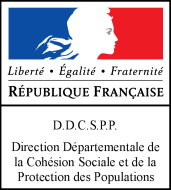 Liberté • Égalité • Fraternité
RÉPUBLIQUE FRANÇAISE
D.D.C.S.P.P.
Direction Départementale de
la Cohésion Sociale et de la
Protection des Populations